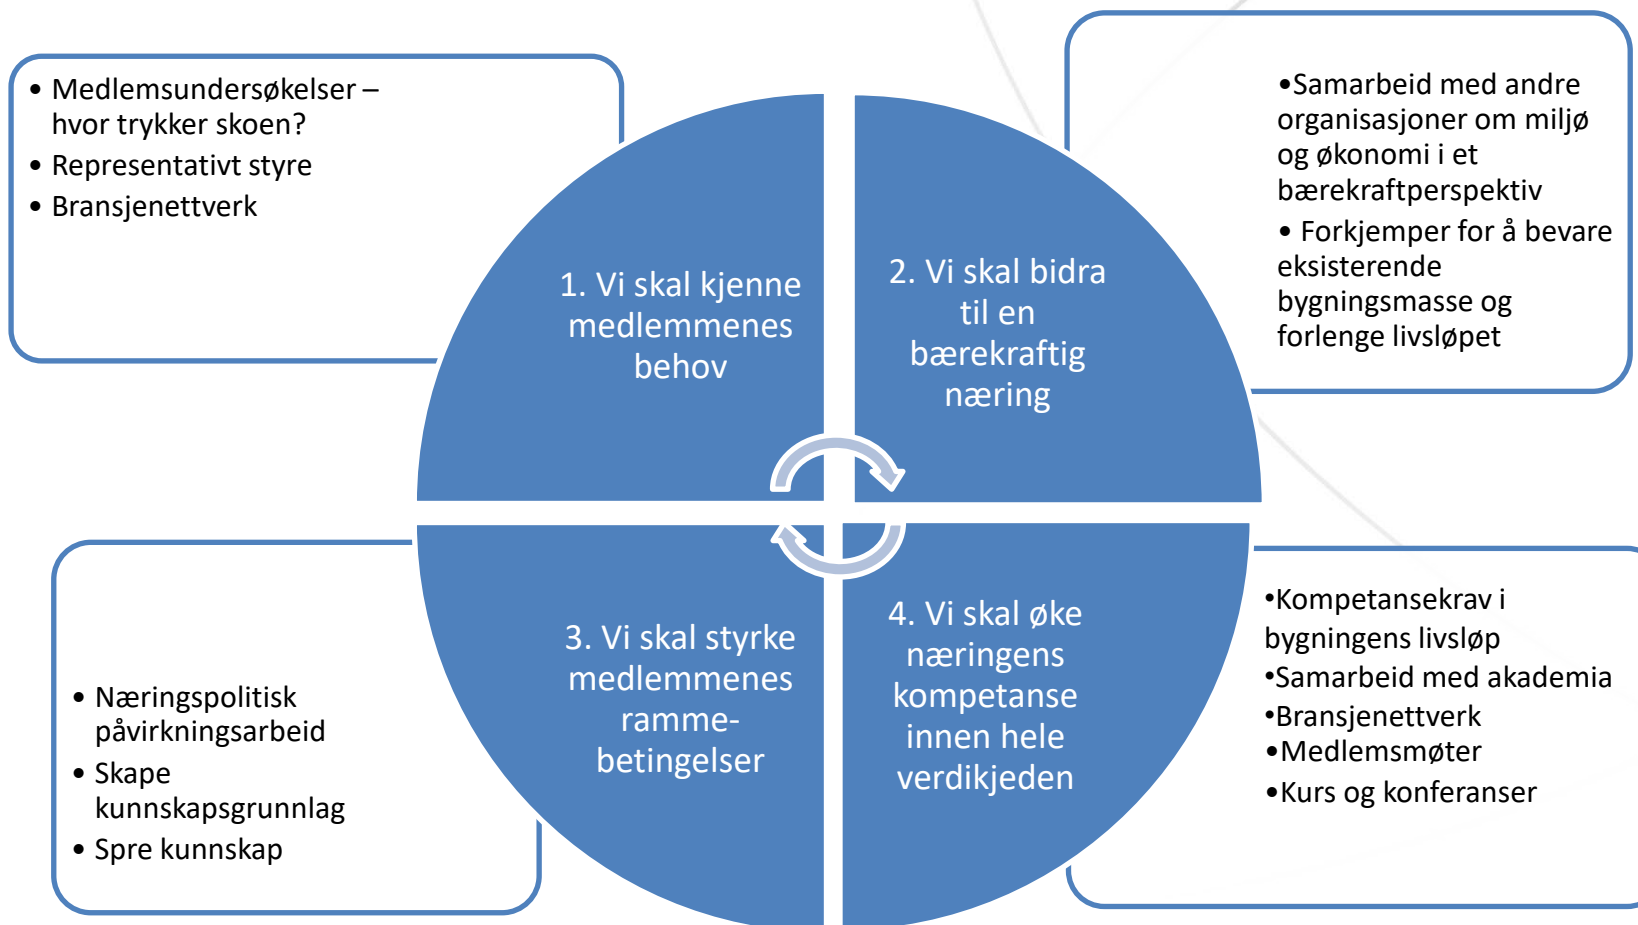 • Medlemsundersøkelser –
hvor trykker skoen?
• Representativt styre
• Bransjenettverk
1. Vi skal kjenne
medlemmenes
behov
2. Vi skal bidra
til en
bærekraftig
næring
•Samarbeid med andre
organisasjoner om miljø
og økonomi i et
bærekraftperspektiv
• Forkjemper for å bevare
eksisterende
bygningsmasse og
forlenge livsløpet
• Næringspolitisk
påvirkningsarbeid
• Skape
kunnskapsgrunnlag
• Spre kunnskap
3. Vi skal styrke
medlemmenes
ramme-
betingelser
4. Vi skal øke
næringens
kompetanse
innen hele
verdikjeden
•Kompetansekrav i
bygningens livsløp
•Samarbeid med akademia
•Bransjenettverk
•Medlemsmøter
•Kurs og konferanser